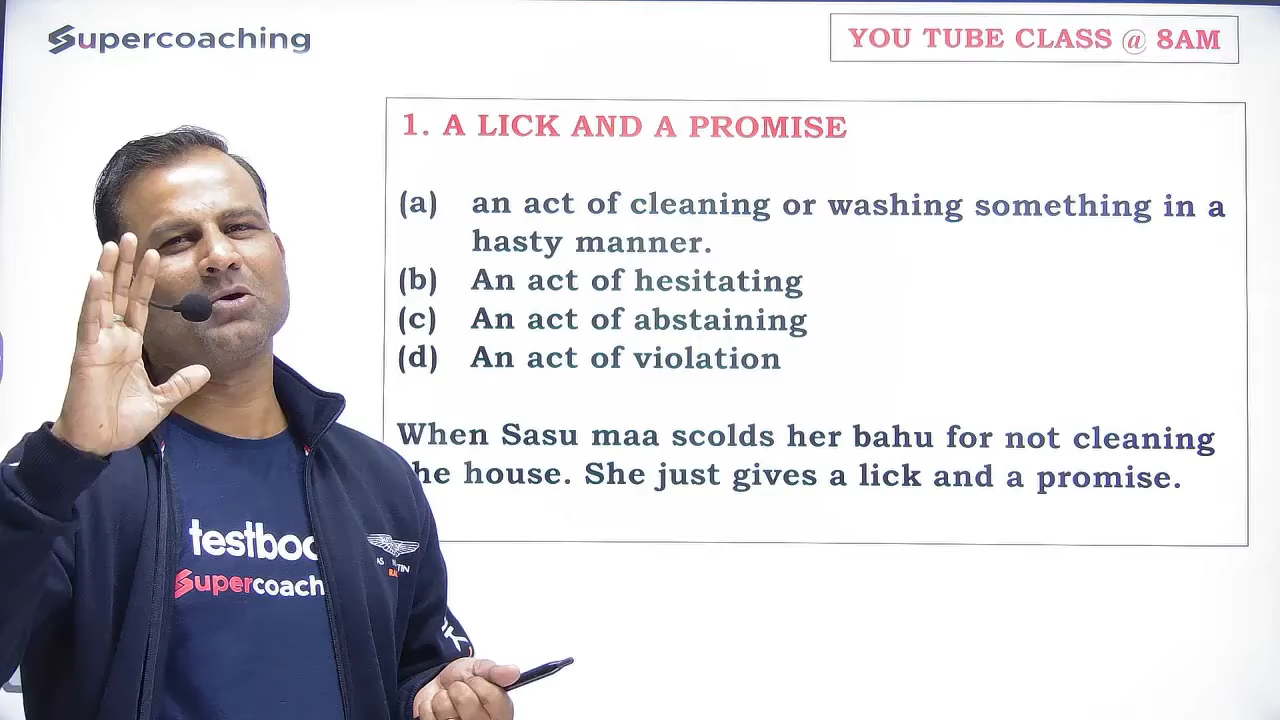 Supercoaching
YOU TUBE CLASS @ 8AM
1. A LICK AND A PROMISE
(a) an act of cleaning or washing something in a
hasty manner.
(b) An act of hesitating
(c) An act of abstaining
(d) An act of violation
When Sasu maa scolds her bahu for not cleaning
he house. She just gives a lick and a promise.
testboo
Supercoach